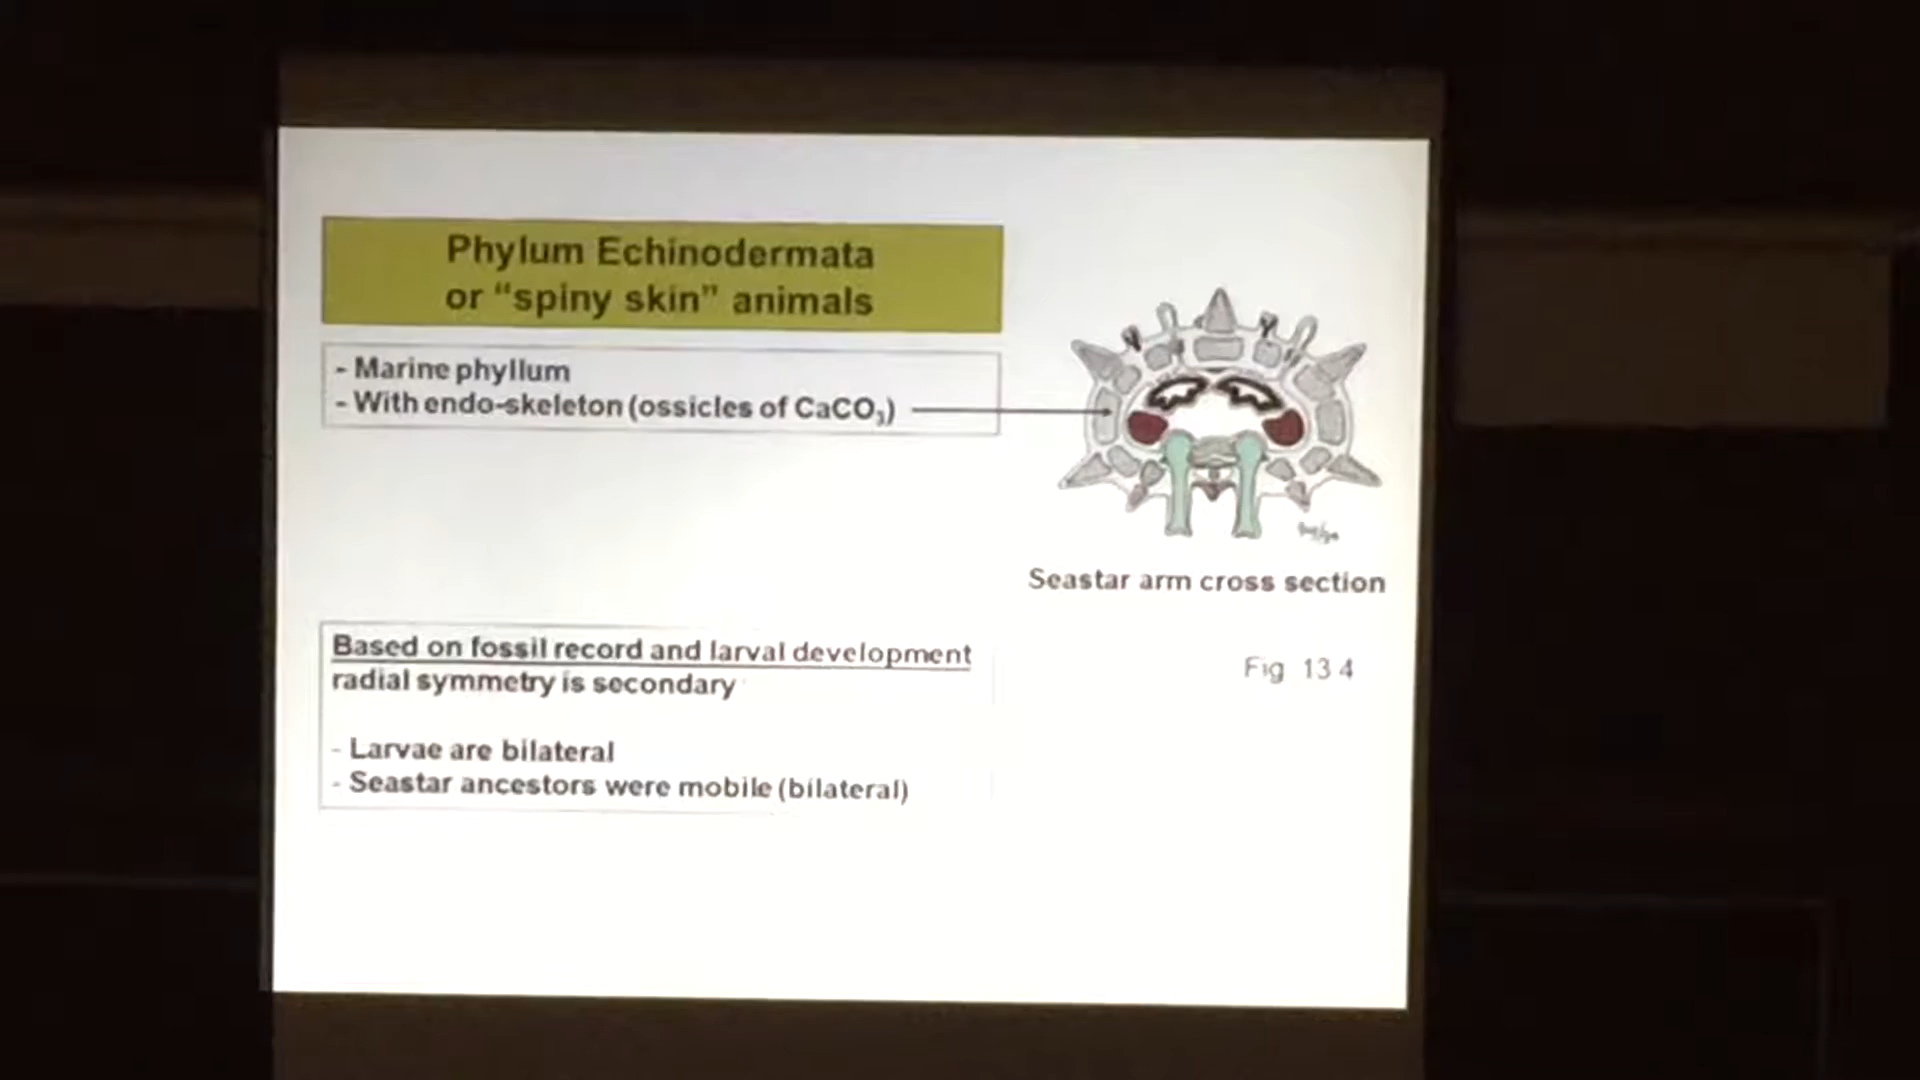 Phylum Echinodermata
or “spiny skin” animals
- Marine phyllum
- With endo-skeleton (ossicles of CaCO₃)
Seastar arm cross section
Fig 13 4
Based on fossil record and larval development
radial symmetry is secondary
- Larvae are bilateral
- Seastar ancestors were mobile (bilateral)